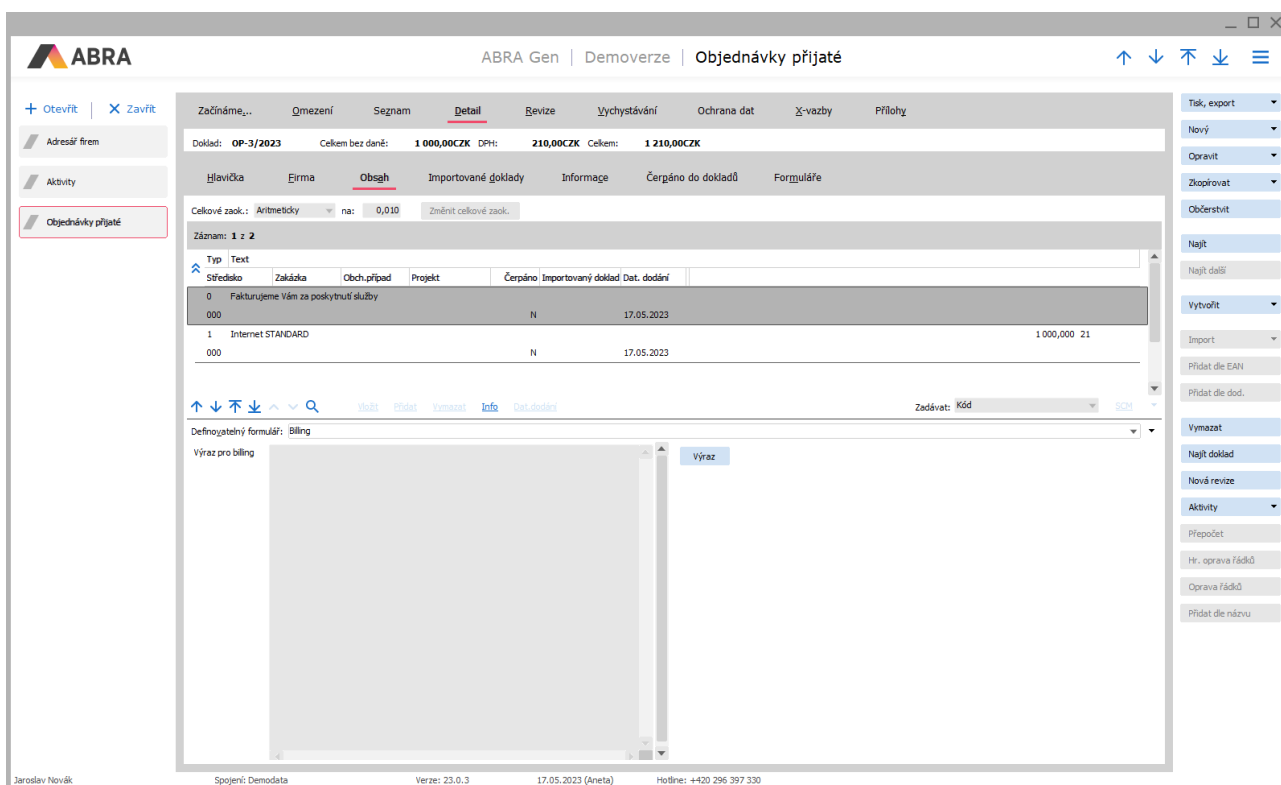 ABRA
ABRA Gen | Demoverze | Objednávky přijaté
Otevřít | Zavřít
Adresář firem
Aktivity
Objednávky přijaté
Začínáme... Omezení Seznam Detail Revize Vychystávání Ochrana dat X-vazby Přílohy
Doklad: OP-3/2023 Celkem bez daně: 1 000,00CZK DPH: 210,00CZK Celkem: 1 210,00CZK
Hlavička Firma Obsah Importované doklady Informace Čerpáno do dokladů Formuláře
Celkové zaok.: Aritmeticky na: 0,010 Změnit celkové zaok.
Záznam: 1 z 2
Typ Text
Středisko Zakázka Obch.případ Projekt Čerpáno Importovaný doklad Dat. dodání
0 Fakturujeme Vám za poskytnutí služby
000 N 17.05.2023
1 Internet STANDARD 1 000,000 21
000 N 17.05.2023
Vložit Přidat Vymazat Info Dat.dodání Zadávat: Kód SCM
Definovatelný formulář: Billing
Výraz pro billing Výraz
Tisk, export
Nový
Opravit
Zkopírovat
Občerstvit
Najít
Najít další
Vytvořit
Import
Přidat dle EAN
Přidat dle dod.
Vymazat
Najít doklad
Nová revize
Aktivity
Přepočet
Hr. oprava řádků
Oprava řádků
Přidat dle názvu
Jaroslav Novák Spojení: Demodata Verze: 23.0.3 17.05.2023 (Aneta) Hotline: +420 296 397 330